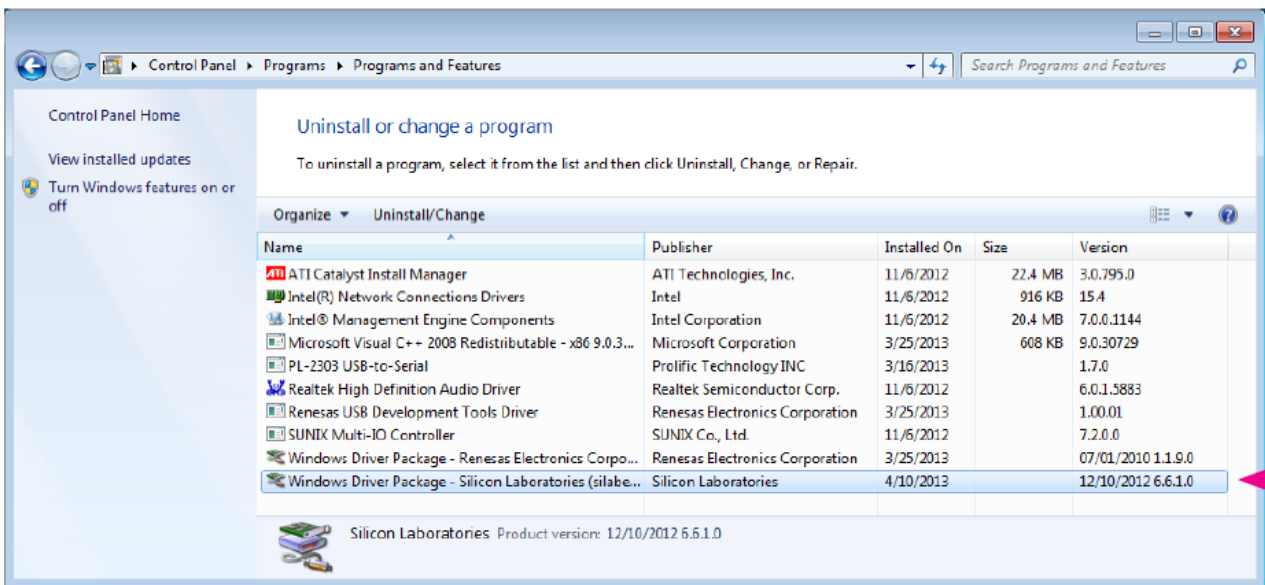 Control Panel ▸ Programs ▸ Programs and Features
Search Programs and Features
Control Panel Home
View installed updates
Turn Windows features on or
off
Uninstall or change a program
To uninstall a program, select it from the list and then click Uninstall, Change, or Repair.
Organize Uninstall/Change
Name Publisher Installed On Size Version
ATI ATI Catalyst Install Manager ATI Technologies, Inc. 11/6/2012 22.4 MB 3.0.795.0
Intel(R) Network Connections Drivers Intel 11/6/2012 916 KB 15.4
Intel® Management Engine Components Intel Corporation 11/6/2012 20.4 MB 7.0.0.1144
Microsoft Visual C++ 2008 Redistributable - x86 9.0.3... Microsoft Corporation 3/25/2013 608 KB 9.0.30729
PL-2303 USB-to-Serial Prolific Technology INC 3/16/2013 1.7.0
Realtek High Definition Audio Driver Realtek Semiconductor Corp. 11/6/2012 6.0.1.5883
Renesas USB Development Tools Driver Renesas Electronics Corporation 3/25/2013 1.00.01
SUNIX Multi-IO Controller SUNIX Co., Ltd. 11/6/2012 7.2.0.0
Windows Driver Package - Renesas Electronics Corpo... Renesas Electronics Corporation 3/25/2013 07/01/2010 1.1.9.0
Windows Driver Package - Silicon Laboratories (silabe... Silicon Laboratories 4/10/2013 12/10/2012 6.6.1.0
Silicon Laboratories Product version: 12/10/2012 6.6.1.0